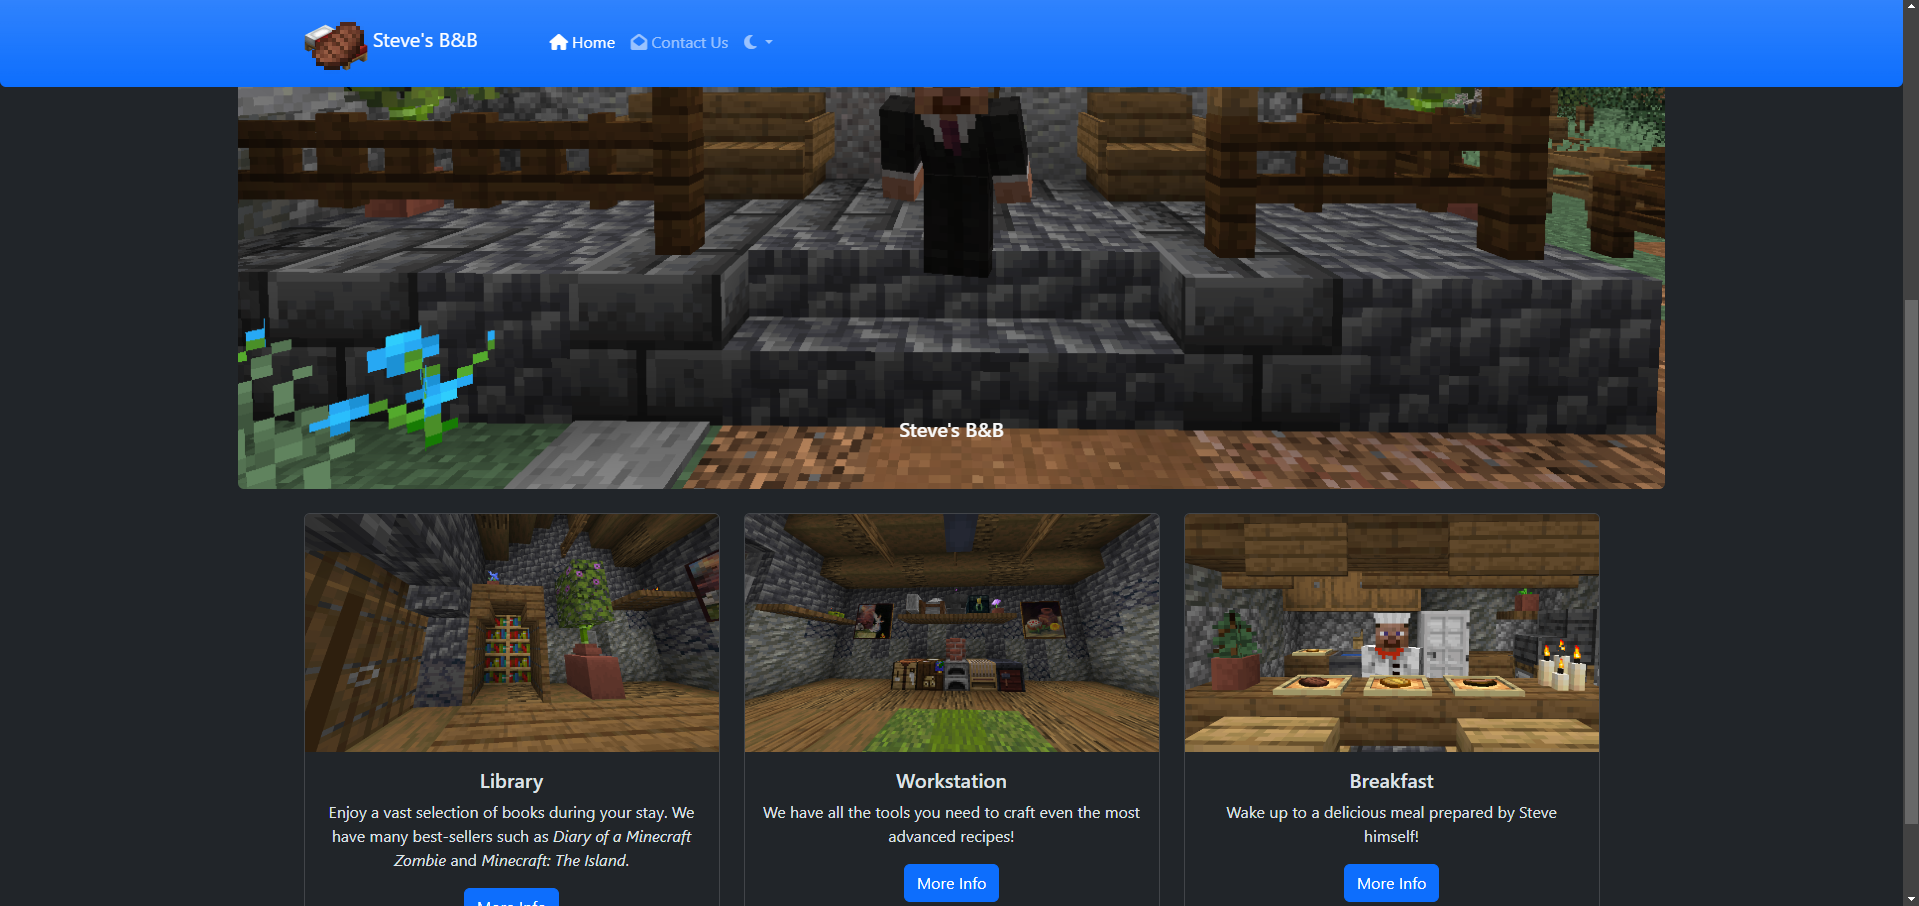 Steve's B&B
Home
Contact Us
Steve's B&B
Library
Enjoy a vast selection of books during your stay. We
have many best-sellers such as Diary of a Minecraft
Zombie and Minecraft: The Island.
More Info
Workstation
We have all the tools you need to craft even the most
advanced recipes!
More Info
Breakfast
Wake up to a delicious meal prepared by Steve
himself!
More Info